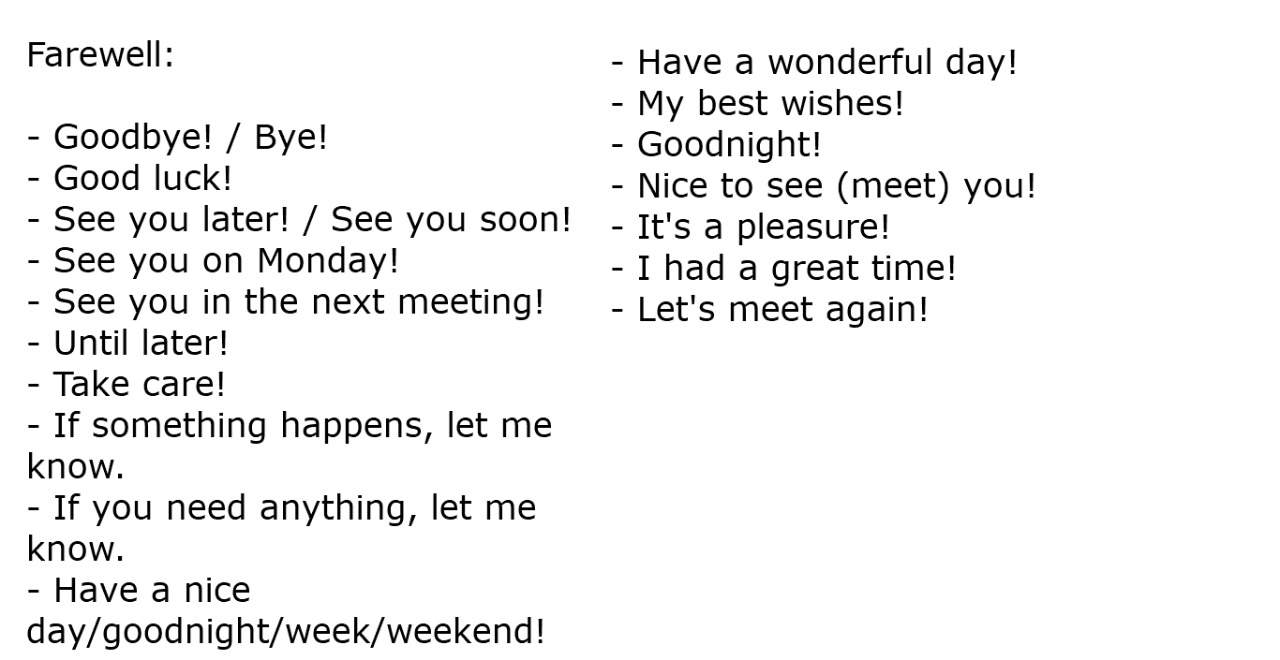 Farewell:
- Goodbye! / Bye!
- Good luck!
- See you later! / See you soon!
- See you on Monday!
- See you in the next meeting!
- Until later!
- Take care!
- If something happens, let me
know.
- If you need anything, let me
know.
- Have a nice
day/goodnight/week/weekend!
- Have a wonderful day!
- My best wishes!
- Goodnight!
- Nice to see (meet) you!
- It's a pleasure!
- I had a great time!
- Let's meet again!